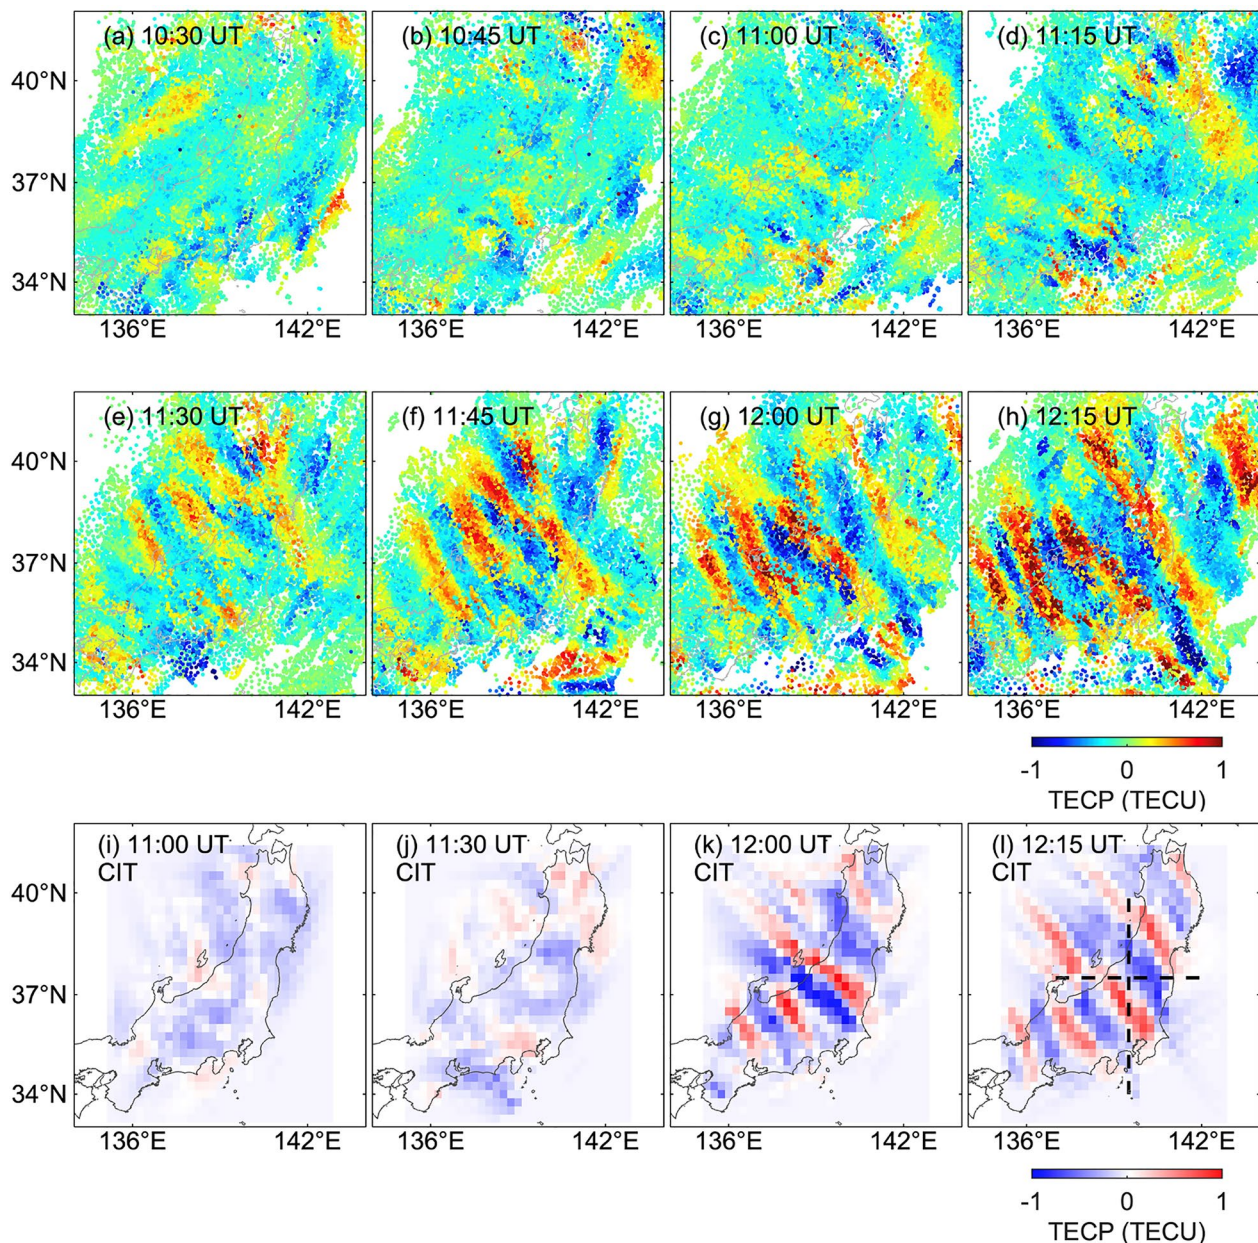 (a) 10:30 UT
(b) 10:45 UT
(c) 11:00 UT
(d) 11:15 UT
40°N
37°N
34°N
136°E 142°E 136°E 142°E 136°E 142°E 136°E 142°E
(e) 11:30 UT
(f) 11:45 UT
(g) 12:00 UT
(h) 12:15 UT
40°N
37°N
34°N
136°E 142°E 136°E 142°E 136°E 142°E 136°E 142°E
-1 0 1
TECP (TECU)
(i) 11:00 UT
CIT
(j) 11:30 UT
CIT
(k) 12:00 UT
CIT
(l) 12:15 UT
CIT
40°N
37°N
34°N
136°E 142°E 136°E 142°E 136°E 142°E 136°E 142°E
-1 0 1
TECP (TECU)